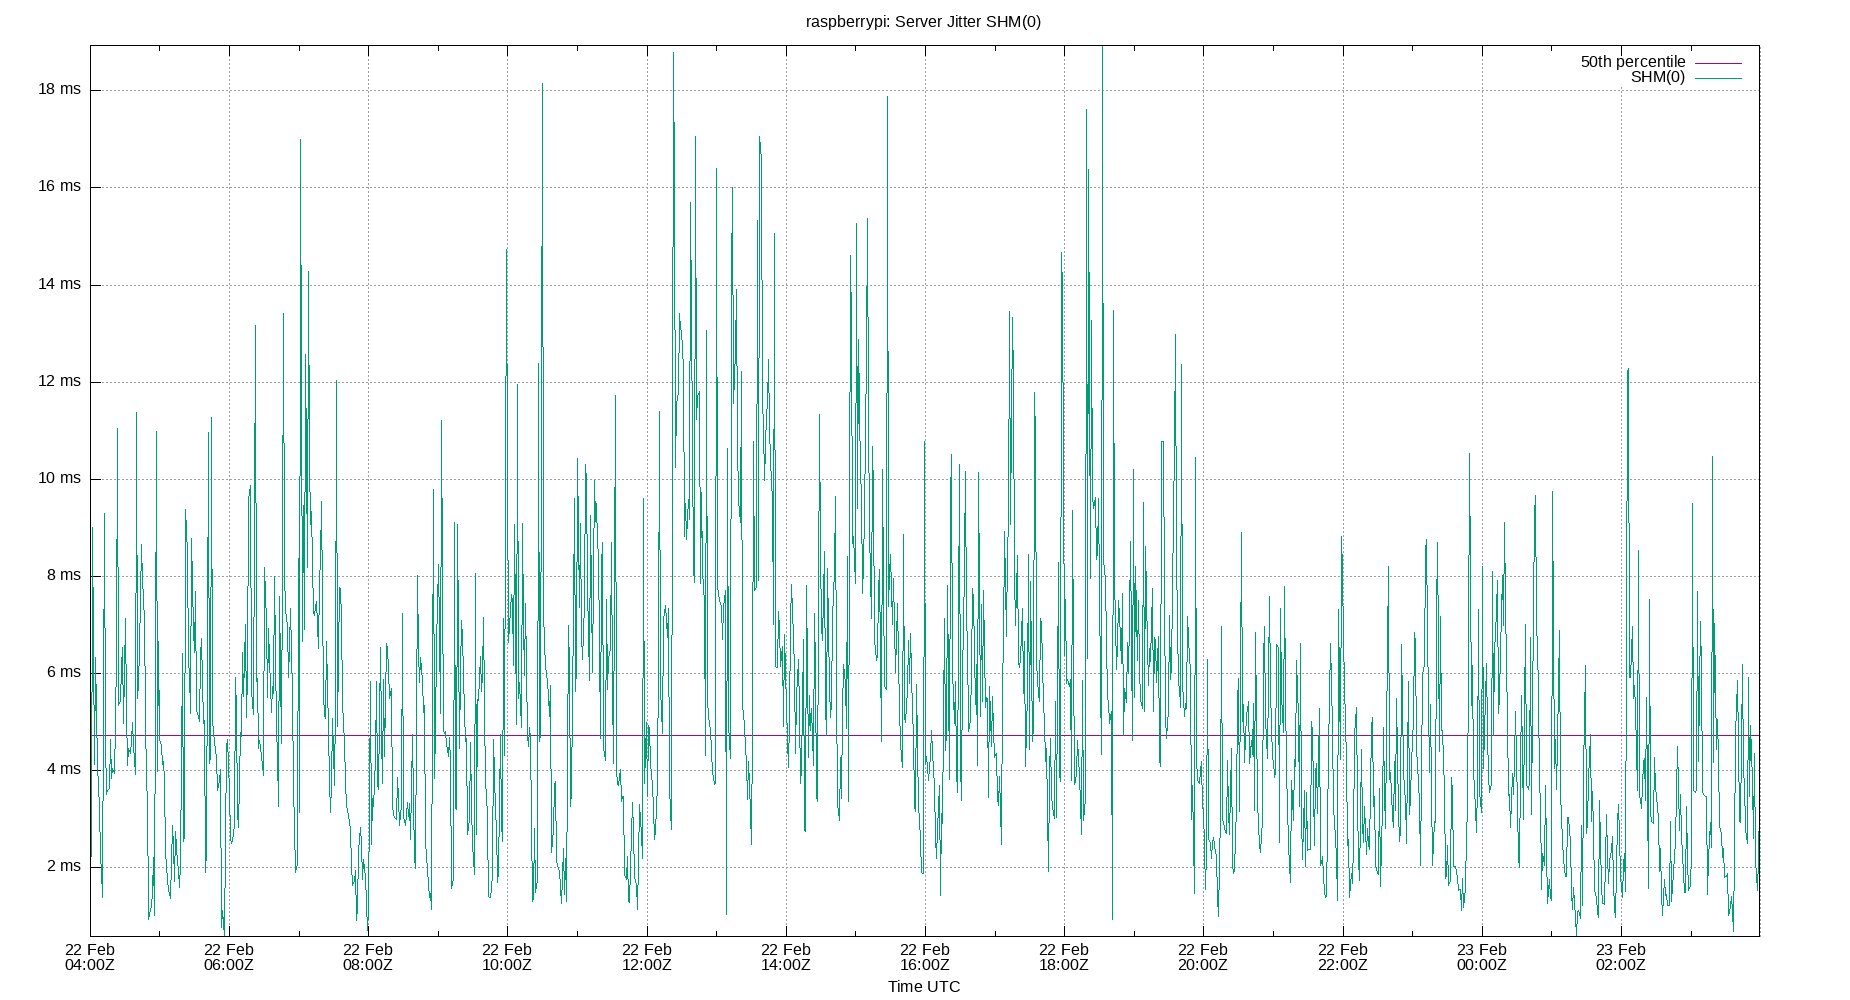 raspberrypi: Server Jitter SHM(0)
50th percentile
SHM(0)
18 ms
16 ms
14 ms
12 ms
10 ms
8 ms
6 ms
4 ms
2 ms
22 Feb 22 Feb 22 Feb 22 Feb 22 Feb 22 Feb 22 Feb 22 Feb 22 Feb 22 Feb 23 Feb 23 Feb
04:00Z 06:00Z 08:00Z 10:00Z 12:00Z 14:00Z 16:00Z 18:00Z 20:00Z 22:00Z 00:00Z 02:00Z
Time UTC